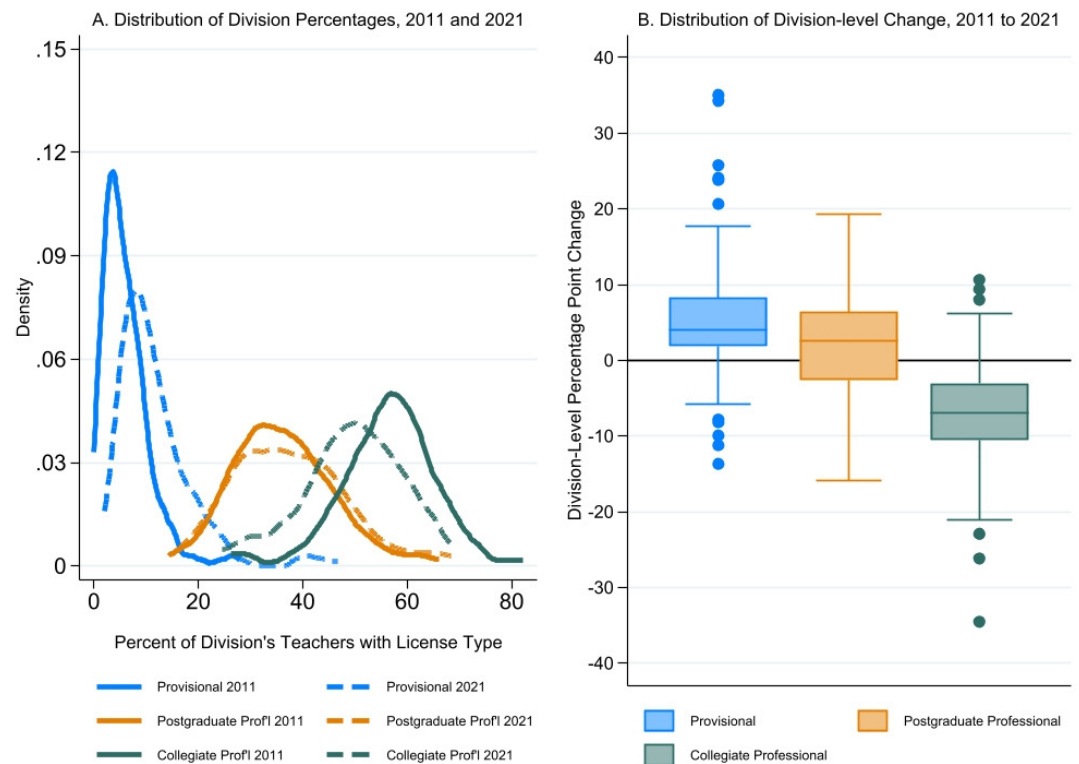 A. Distribution of Division Percentages, 2011 and 2021
.15
.12
.09
.06
.03
0
Density
0 20 40 60 80
Percent of Division's Teachers with License Type
Provisional 2011
Provisional 2021
Postgraduate Prof'l 2011
Postgraduate Prof'l 2021
Collegiate Prof'l 2011
Collegiate Prof'l 2021
B. Distribution of Division-level Change, 2011 to 2021
40
30
20
10
0
-10
-20
-30
-40
Division-Level Percentage Point Change
Provisional
Postgraduate Professional
Collegiate Professional